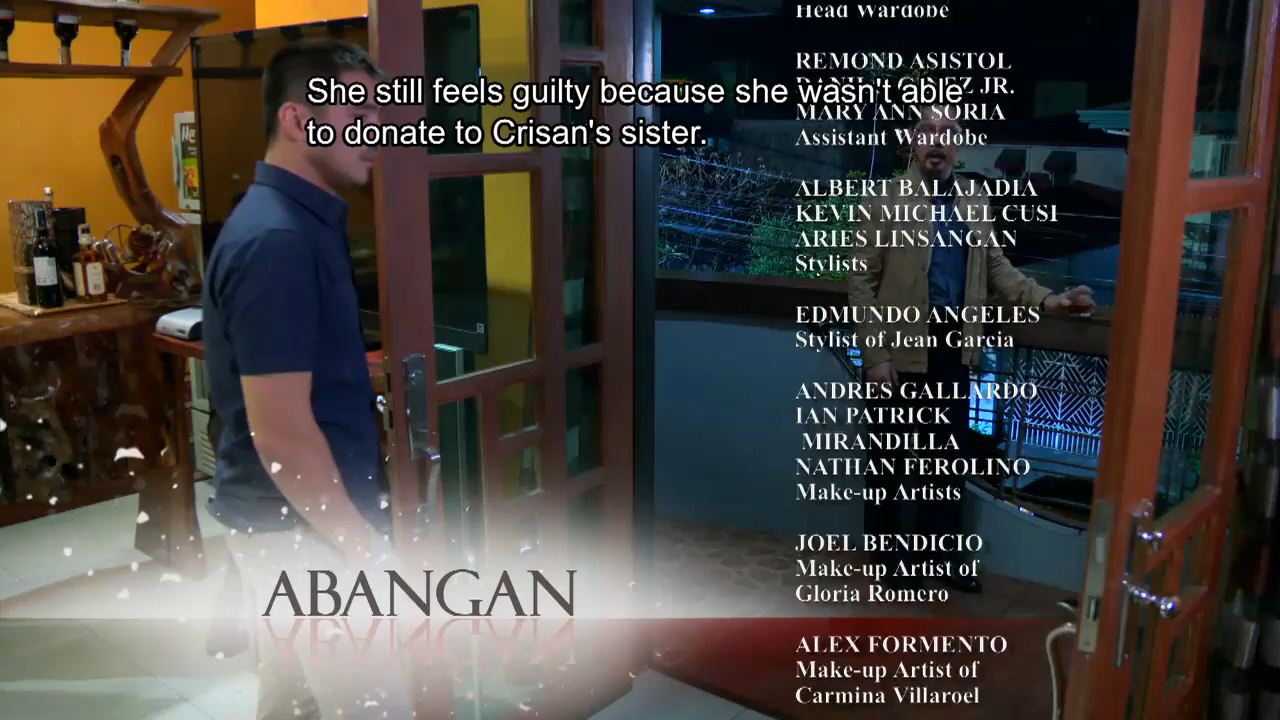 She still feels guilty because she wasn't able
to donate to Crisan's sister.
Head Wardobe
REMOND ASISTOL
JR.
MARY ANN SORIA
Assistant Wardobe
ALBERT BALAJADIA
KEVIN MICHAEL CUSI
ARIES LINSANGAN
Stylists
EDMUNDO ANGELES
Stylist of Jean Garcia
ANDRES GALLARDO
IAN PATRICK
MIRANDILLA
NATHAN FEROLINO
Make-up Artists
JOEL BENDICIO
Make-up Artist of
Gloria Romero
ALEX FORMENTO
Make-up Artist of
Carmina Villaroel
ABANGAN